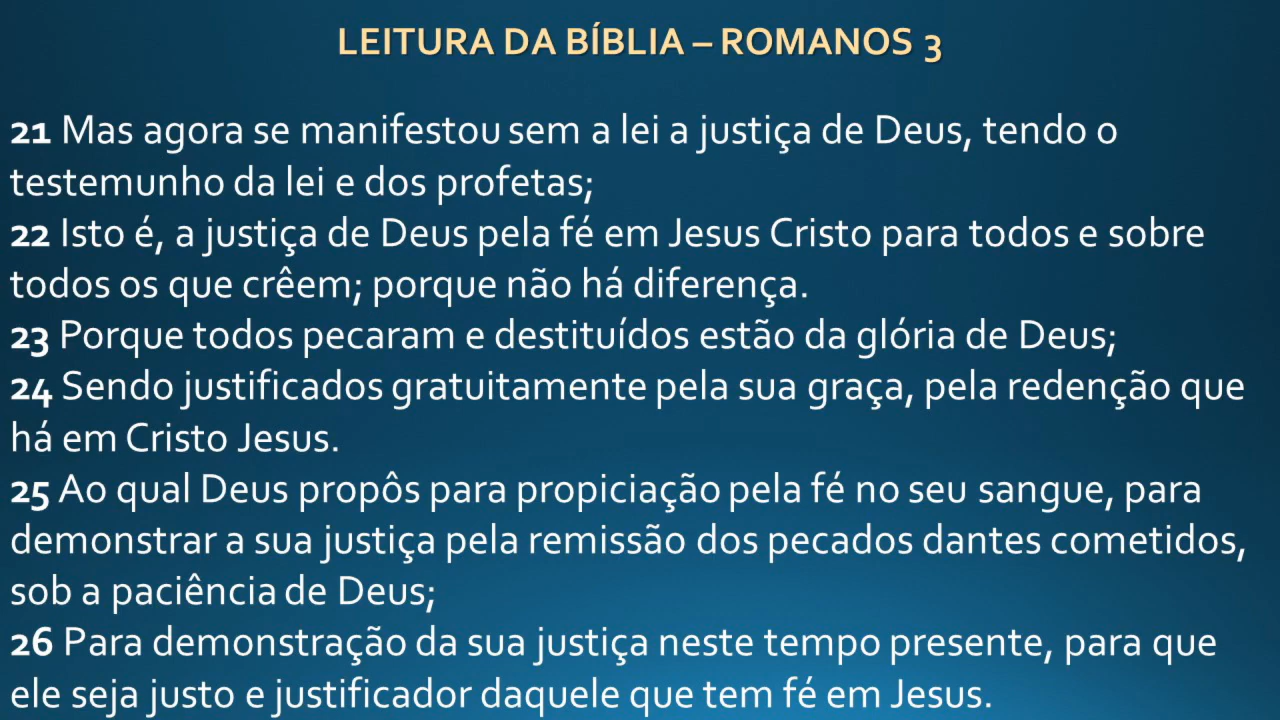 LEITURA DA BÍBLIA – ROMANOS 3
21 Mas agora se manifestou sem a lei a justiça de Deus, tendo o
testemunho da lei e dos profetas;
22 Isto é, a justiça de Deus pela fé em Jesus Cristo para todos e sobre
todos os que crêem; porque não há diferença.
23 Porque todos pecaram e destituídos estão da glória de Deus;
24 Sendo justificados gratuitamente pela sua graça, pela redenção que
há em Cristo Jesus.
25 Ao qual Deus propôs para propiciação pela fé no seu sangue, para
demonstrar a sua justiça pela remissão dos pecados dantes cometidos,
sob a paciência de Deus;
26 Para demonstração da sua justiça neste tempo presente, para que
ele seja justo e justificador daquele que tem fé em Jesus.